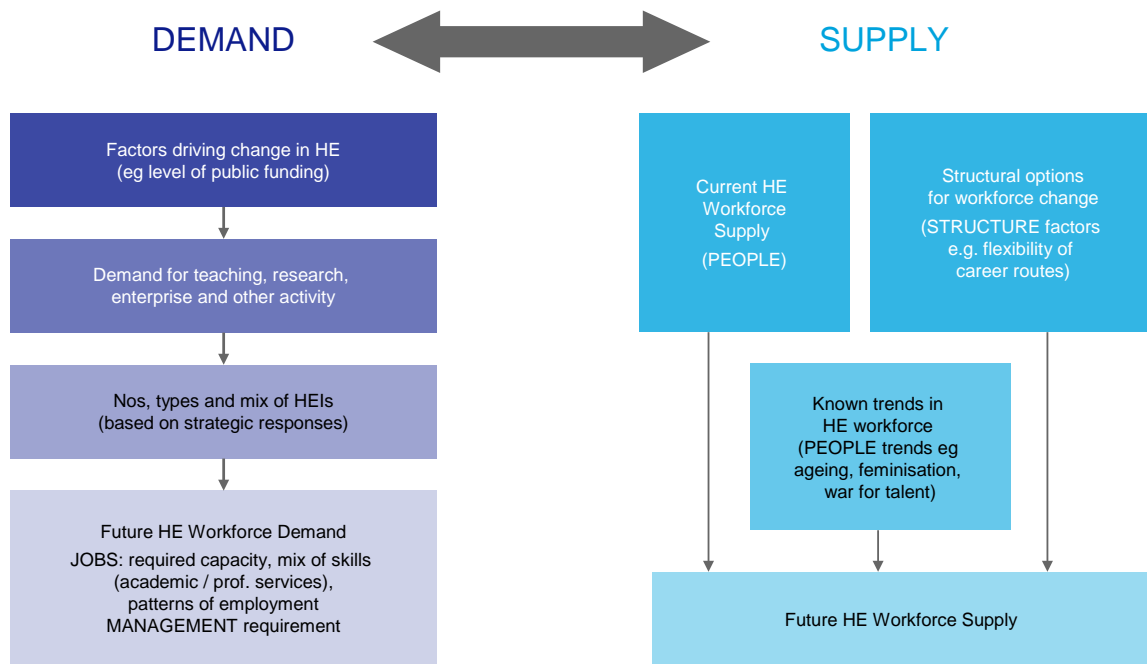 DEMAND
SUPPLY
Factors driving change in HE
(eg level of public funding)
Demand for teaching, research,
enterprise and other activity
Nos, types and mix of HEIs
(based on strategic responses)
Future HE Workforce Demand
JOBS: required capacity, mix of skills
(academic / prof. services),
patterns of employment
MANAGEMENT requirement
Current HE
Workforce
Supply
(PEOPLE)
Structural options
for workforce change
(STRUCTURE factors
e.g. flexibility of
career routes)
Known trends in
HE workforce
(PEOPLE trends eg
ageing, feminisation,
war for talent)
Future HE Workforce Supply